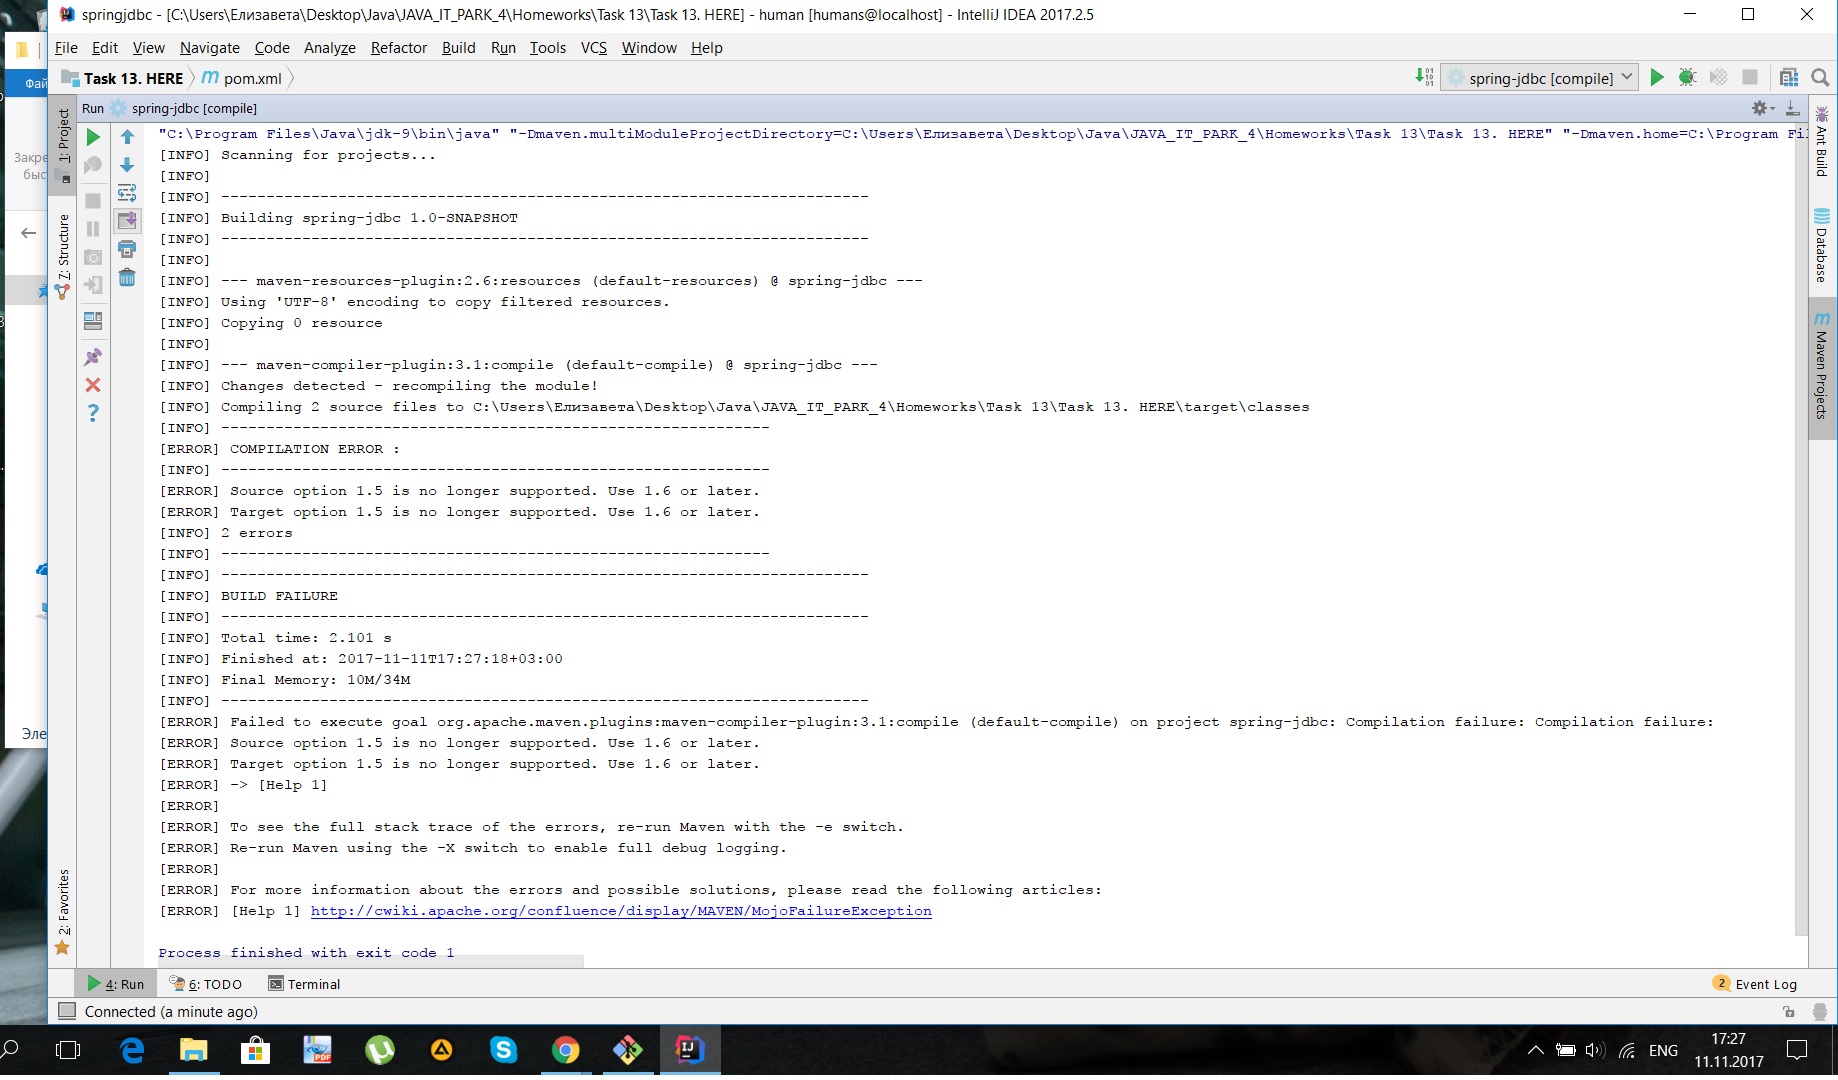 springjdbc - [C:\Users\Елизавета\Desktop\Java\JAVA_IT_PARK_4\Homeworks\Task 13\Task 13. HERE] - human [humans@localhost] - IntelliJ IDEA 2017.2.5
File Edit View Navigate Code Analyze Refactor Build Run Tools VCS Window Help
Task 13. HERE pom.xml
spring-jdbc [compile]
Run spring-jdbc [compile]
"C:\Program Files\Java\jdk-9\bin\java" "-Dmaven.multiModuleProjectDirectory=C:\Users\Елизавета\Desktop\Java\JAVA_IT_PARK_4\Homeworks\Task 13\Task 13. HERE" "-Dmaven.home=C:\Program Fi
[INFO] Scanning for projects...
[INFO]
[INFO] ------------------------------------------------------------------------
[INFO] Building spring-jdbc 1.0-SNAPSHOT
[INFO] ------------------------------------------------------------------------
[INFO]
[INFO] --- maven-resources-plugin:2.6:resources (default-resources) @ spring-jdbc ---
[INFO] Using 'UTF-8' encoding to copy filtered resources.
[INFO] Copying 0 resource
[INFO]
[INFO] --- maven-compiler-plugin:3.1:compile (default-compile) @ spring-jdbc ---
[INFO] Changes detected - recompiling the module!
[INFO] Compiling 2 source files to C:\Users\Елизавета\Desktop\Java\JAVA_IT_PARK_4\Homeworks\Task 13\Task 13. HERE\target\classes
[INFO] -------------------------------------------------------------
[ERROR] COMPILATION ERROR :
[INFO] -------------------------------------------------------------
[ERROR] Source option 1.5 is no longer supported. Use 1.6 or later.
[ERROR] Target option 1.5 is no longer supported. Use 1.6 or later.
[INFO] 2 errors
[INFO] -------------------------------------------------------------
[INFO] ------------------------------------------------------------------------
[INFO] BUILD FAILURE
[INFO] ------------------------------------------------------------------------
[INFO] Total time: 2.101 s
[INFO] Finished at: 2017-11-11T17:27:18+03:00
[INFO] Final Memory: 10M/34M
[INFO] ------------------------------------------------------------------------
[ERROR] Failed to execute goal org.apache.maven.plugins:maven-compiler-plugin:3.1:compile (default-compile) on project spring-jdbc: Compilation failure: Compilation failure:
[ERROR] Source option 1.5 is no longer supported. Use 1.6 or later.
[ERROR] Target option 1.5 is no longer supported. Use 1.6 or later.
[ERROR] -> [Help 1]
[ERROR]
[ERROR] To see the full stack trace of the errors, re-run Maven with the -e switch.
[ERROR] Re-run Maven using the -X switch to enable full debug logging.
[ERROR]
[ERROR] For more information about the errors and possible solutions, please read the following articles:
[ERROR] [Help 1] http://cwiki.apache.org/confluence/display/MAVEN/MojoFailureException
Process finished with exit code 1
1: Project
7: Structure
2: Favorites
Ant Build
Database
Maven Projects
Фай
Закре
быс
Эле
4: Run 6: TODO Terminal
2 Event Log
Connected (a minute ago)
PDF
ENG
17:27
11.11.2017